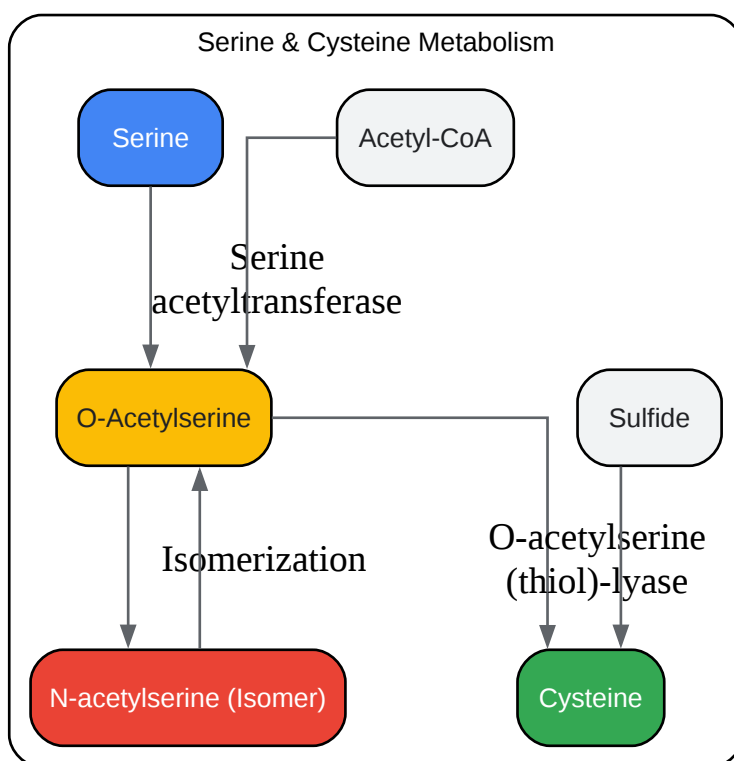 Serine & Cysteine Metabolism
Serine
Acetyl-CoA
Serine
acetyltransferase
O-Acetylserine
Sulfide
Isomerization
O-acetylserine
(thiol)-lyase
N-acetylserine (Isomer)
Cysteine